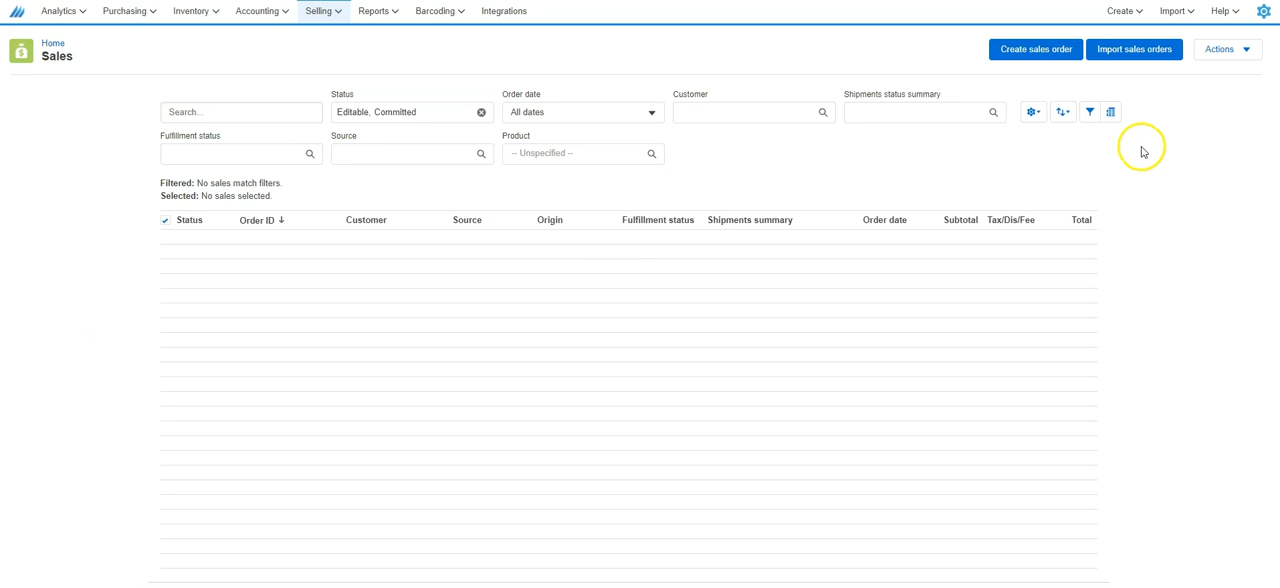 Analytics Purchasing Inventory Accounting Selling Reports Barcoding Integrations Create Import Help
Home
Sales
Create sales order Import sales orders Actions
Status Order date Customer Shipments status summary
Search... Editable, Committed All dates
Fulfillment status Source Product
-- Unspecified --
Filtered: No sales match filters.
Selected: No sales selected.
Status Order ID Customer Source Origin Fulfillment status Shipments summary Order date Subtotal Tax/Dis/Fee Total